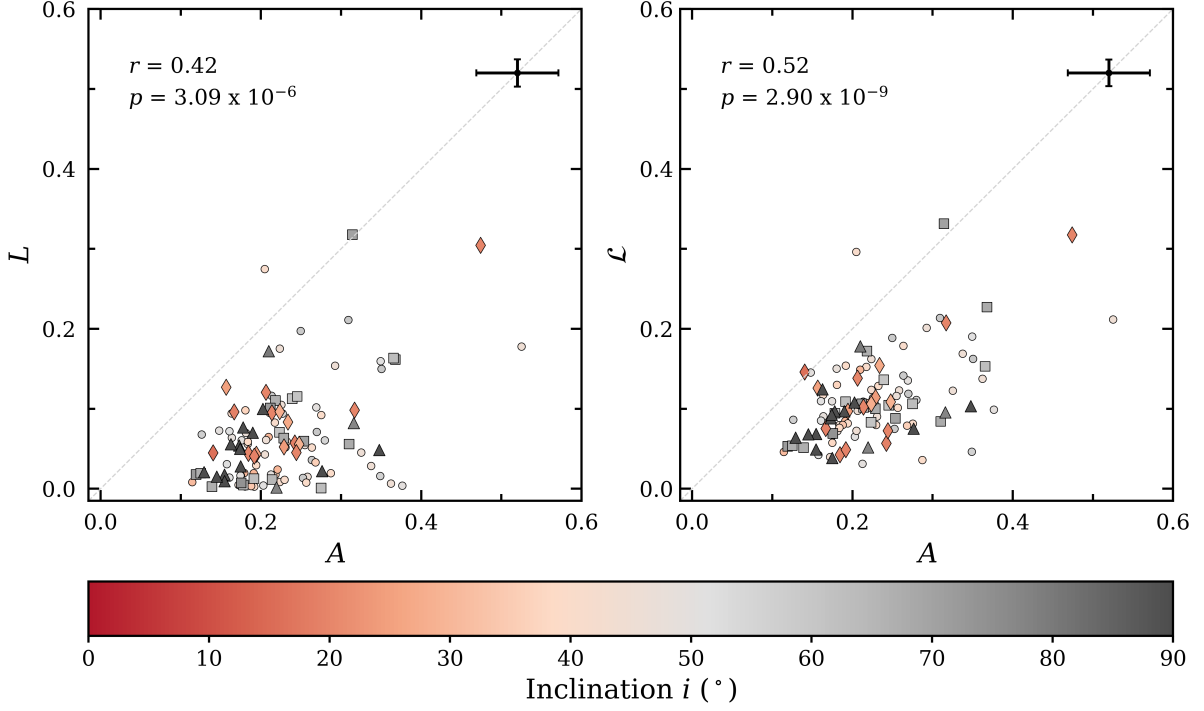 0.6
0.4
0.2
0.0
L
r = 0.42
p = 3.09 x 10⁻⁶
0.0 0.2 0.4 0.6
A
0.6
0.4
0.2
0.0
ℒ
r = 0.52
p = 2.90 x 10⁻⁹
0.0 0.2 0.4 0.6
A
0 10 20 30 40 50 60 70 80 90
Inclination i (°)